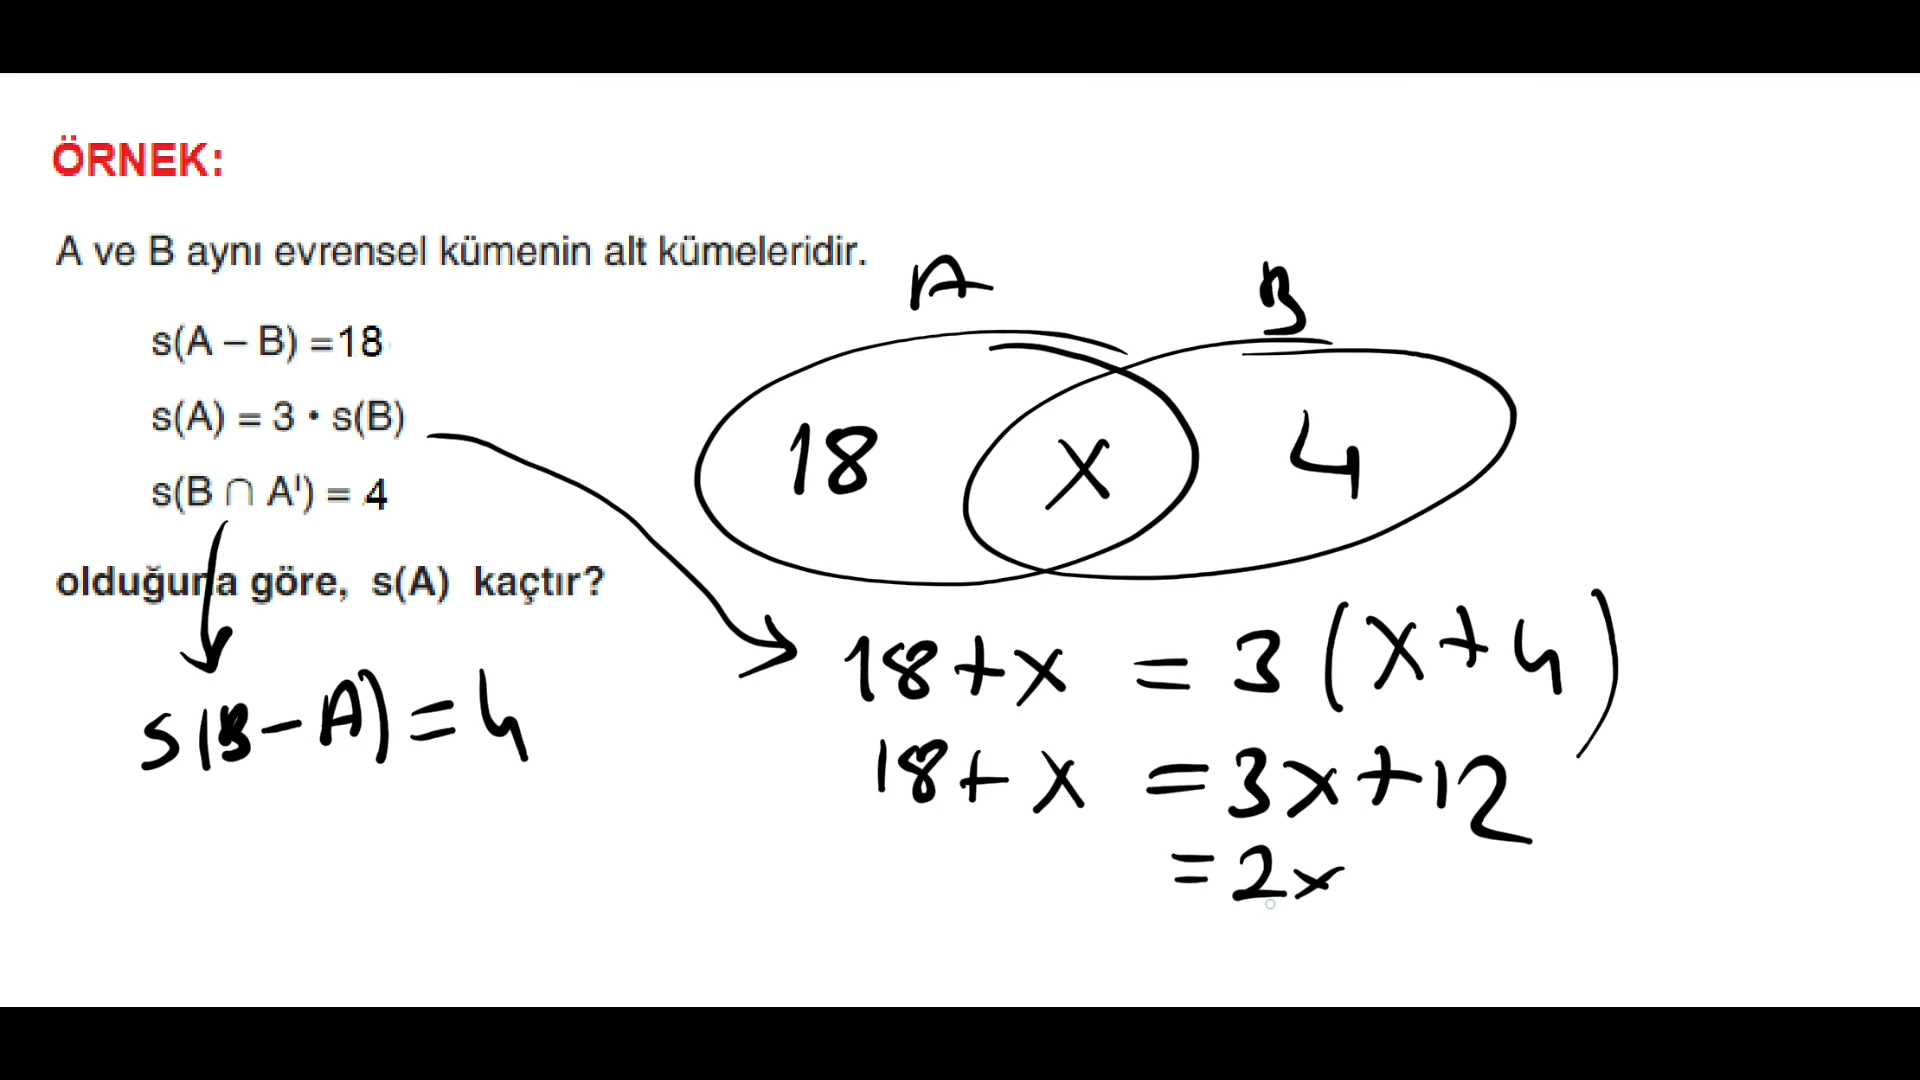 ÖRNEK:
A ve B aynı evrensel kümenin alt kümeleridir.
s(A – B) =18
s(A) = 3 • s(B)
s(B ∩ A') = 4
olduğuna göre, s(A) kaçtır?
s(B-A)=4
A B
18 x 4
18+x = 3(x+4)
18+x = 3x+12
= 2x